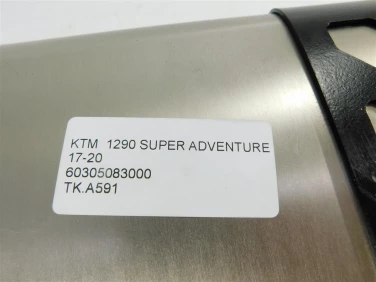 KTM 1290 SUPER ADVENTURE
17-20
60305083000
TK.A591